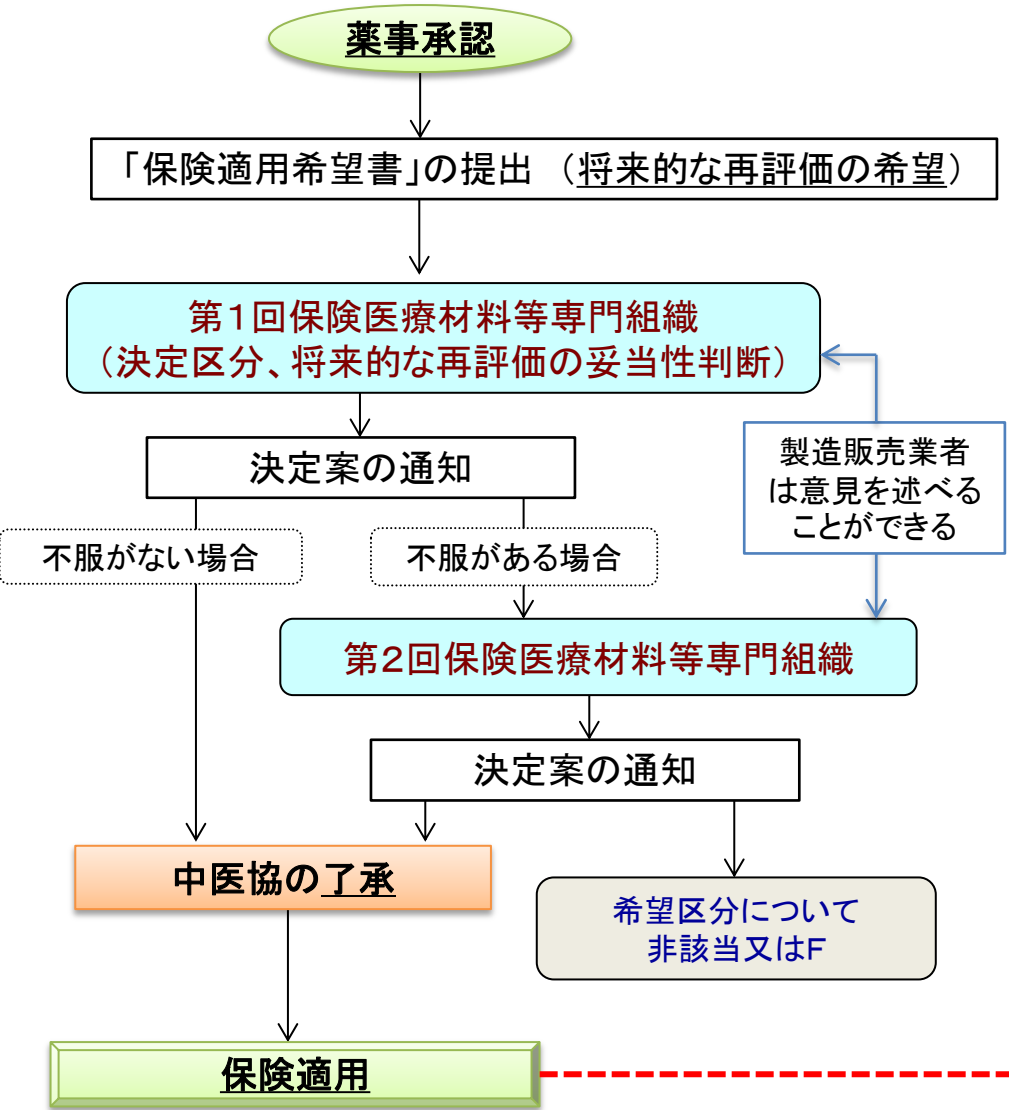 薬事承認
「保険適用希望書」の提出 （将来的な再評価の希望）
第１回保険医療材料等専門組織
（決定区分、将来的な再評価の妥当性判断）
決定案の通知
製造販売業者
は意見を述べる
ことができる
不服がない場合
不服がある場合
第２回保険医療材料等専門組織
決定案の通知
中医協の了承
希望区分について
非該当又はＦ
保険適用